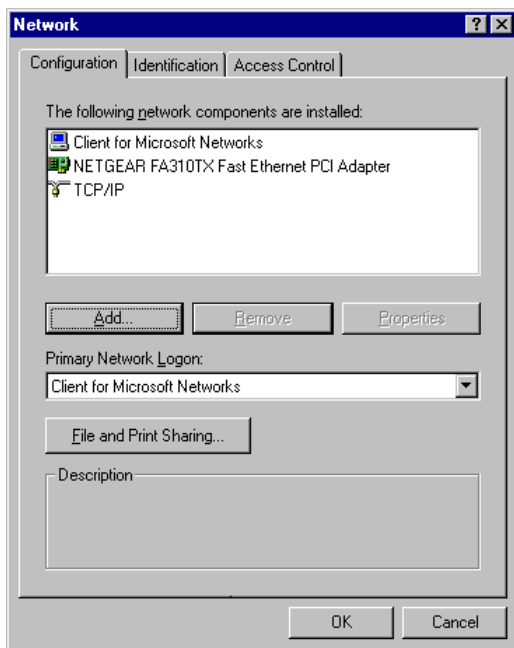 Network
Configuration Identification Access Control
The following network components are installed:
Client for Microsoft Networks
NETGEAR FA310TX Fast Ethernet PCI Adapter
TCP/IP
Add... Remove Properties
Primary Network Logon:
Client for Microsoft Networks
File and Print Sharing...
Description
OK Cancel